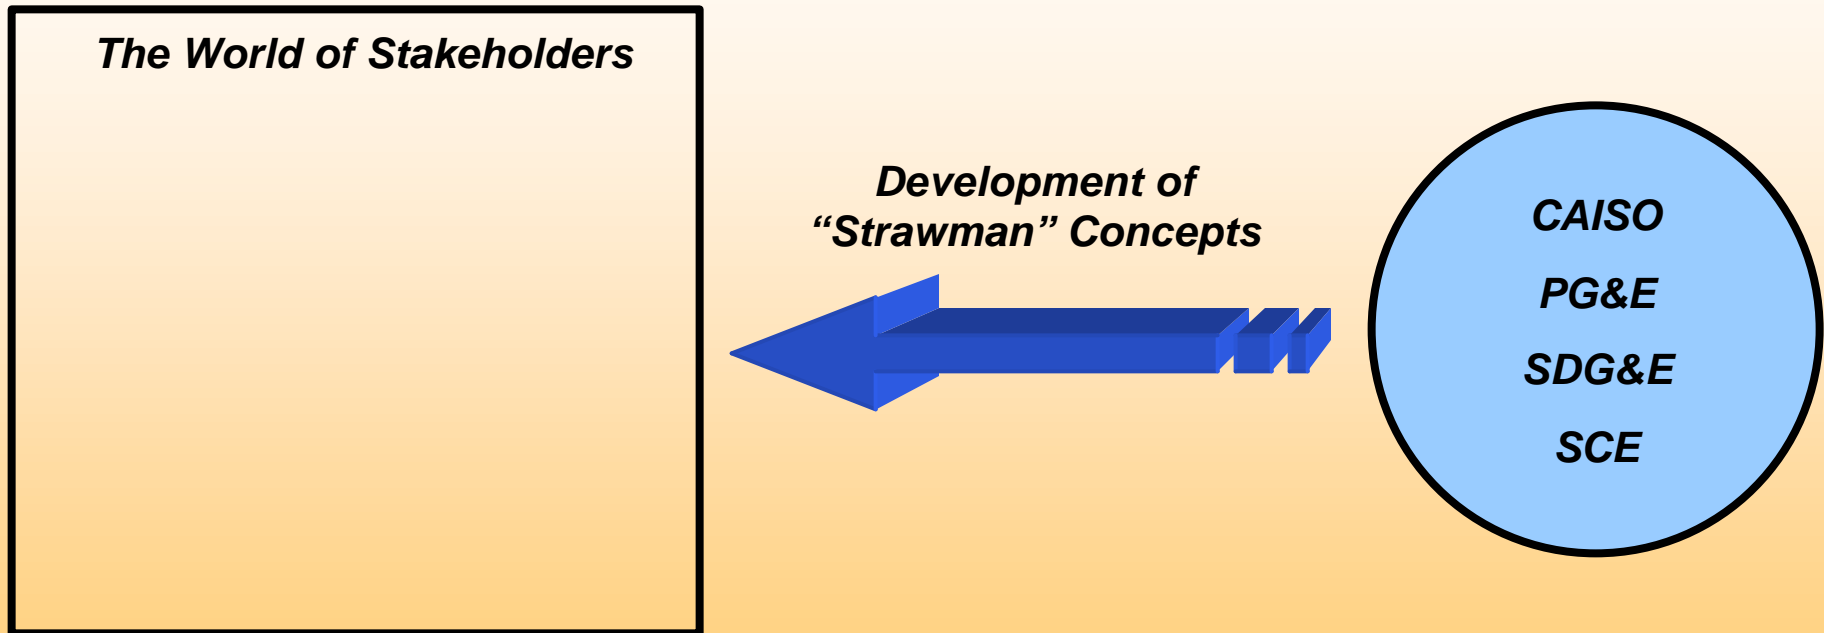 The World of Stakeholders
Development of
“Strawman” Concepts
CAISO
PG&E
SDG&E
SCE